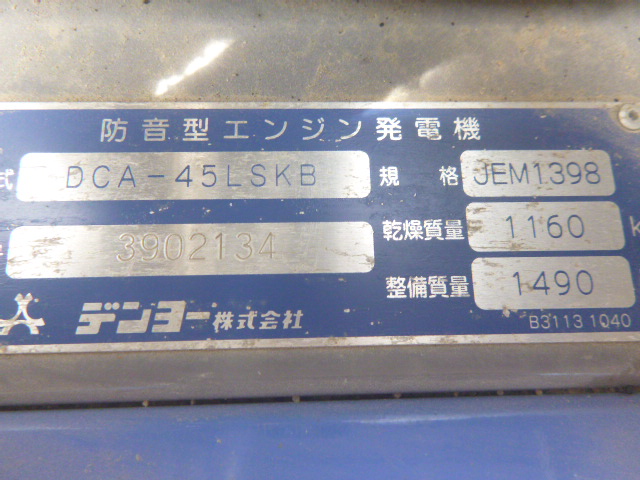 防音型エンジン発電機
式 DCA-45LSKB 規格 JEM1398
3902134 乾燥質量 1160 k
整備質量 1490
デンヨー株式会社 B3113 1040